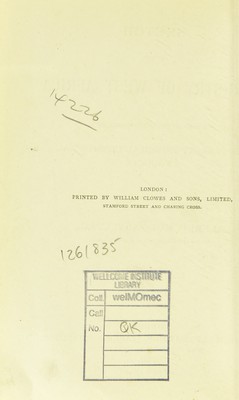 14226
LONDON:
PRINTED BY WILLIAM CLOWES AND SONS, LIMITED,
STAMFORD STREET AND CHARING CROSS.
1261835
WELLCOME INSTITUTE
LIBRARY
Coll. welMOmec
Call
No. QK